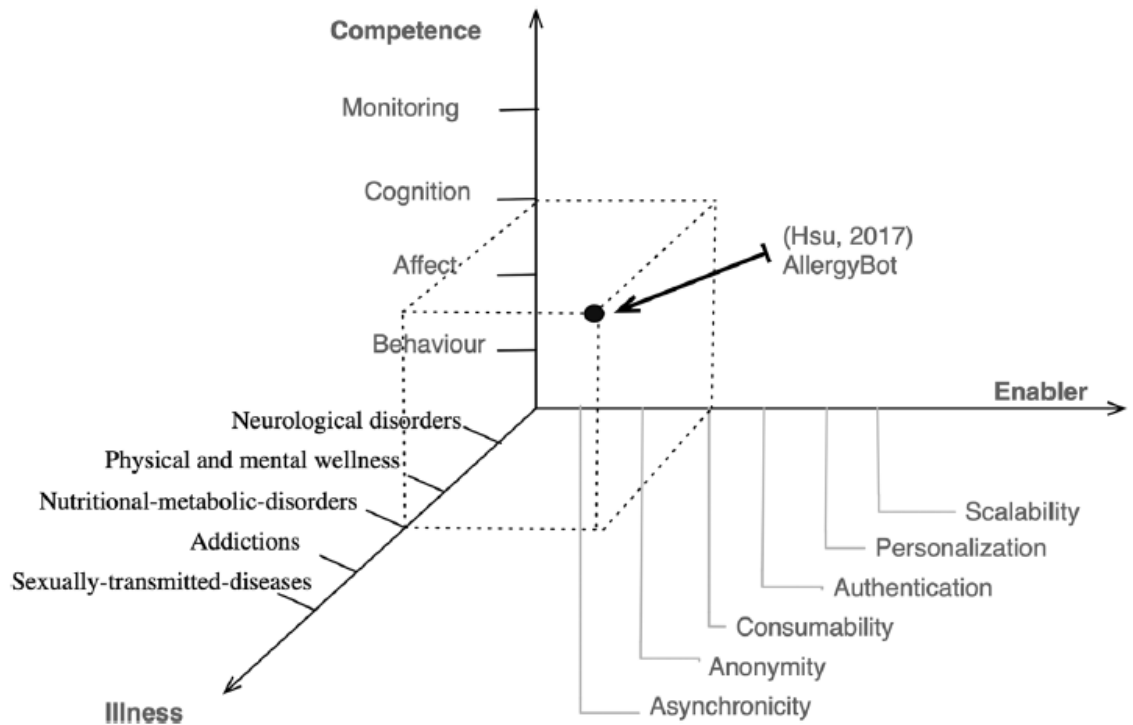 Competence
Monitoring
Cognition
(Hsu, 2017)
AllergyBot
Affect
Behaviour
Enabler
Neurological disorders
Physical and mental wellness
Nutritional-metabolic-disorders
Addictions
Sexually-transmitted-diseases
Scalability
Personalization
Authentication
Consumability
Anonymity
Asynchronicity
Illness